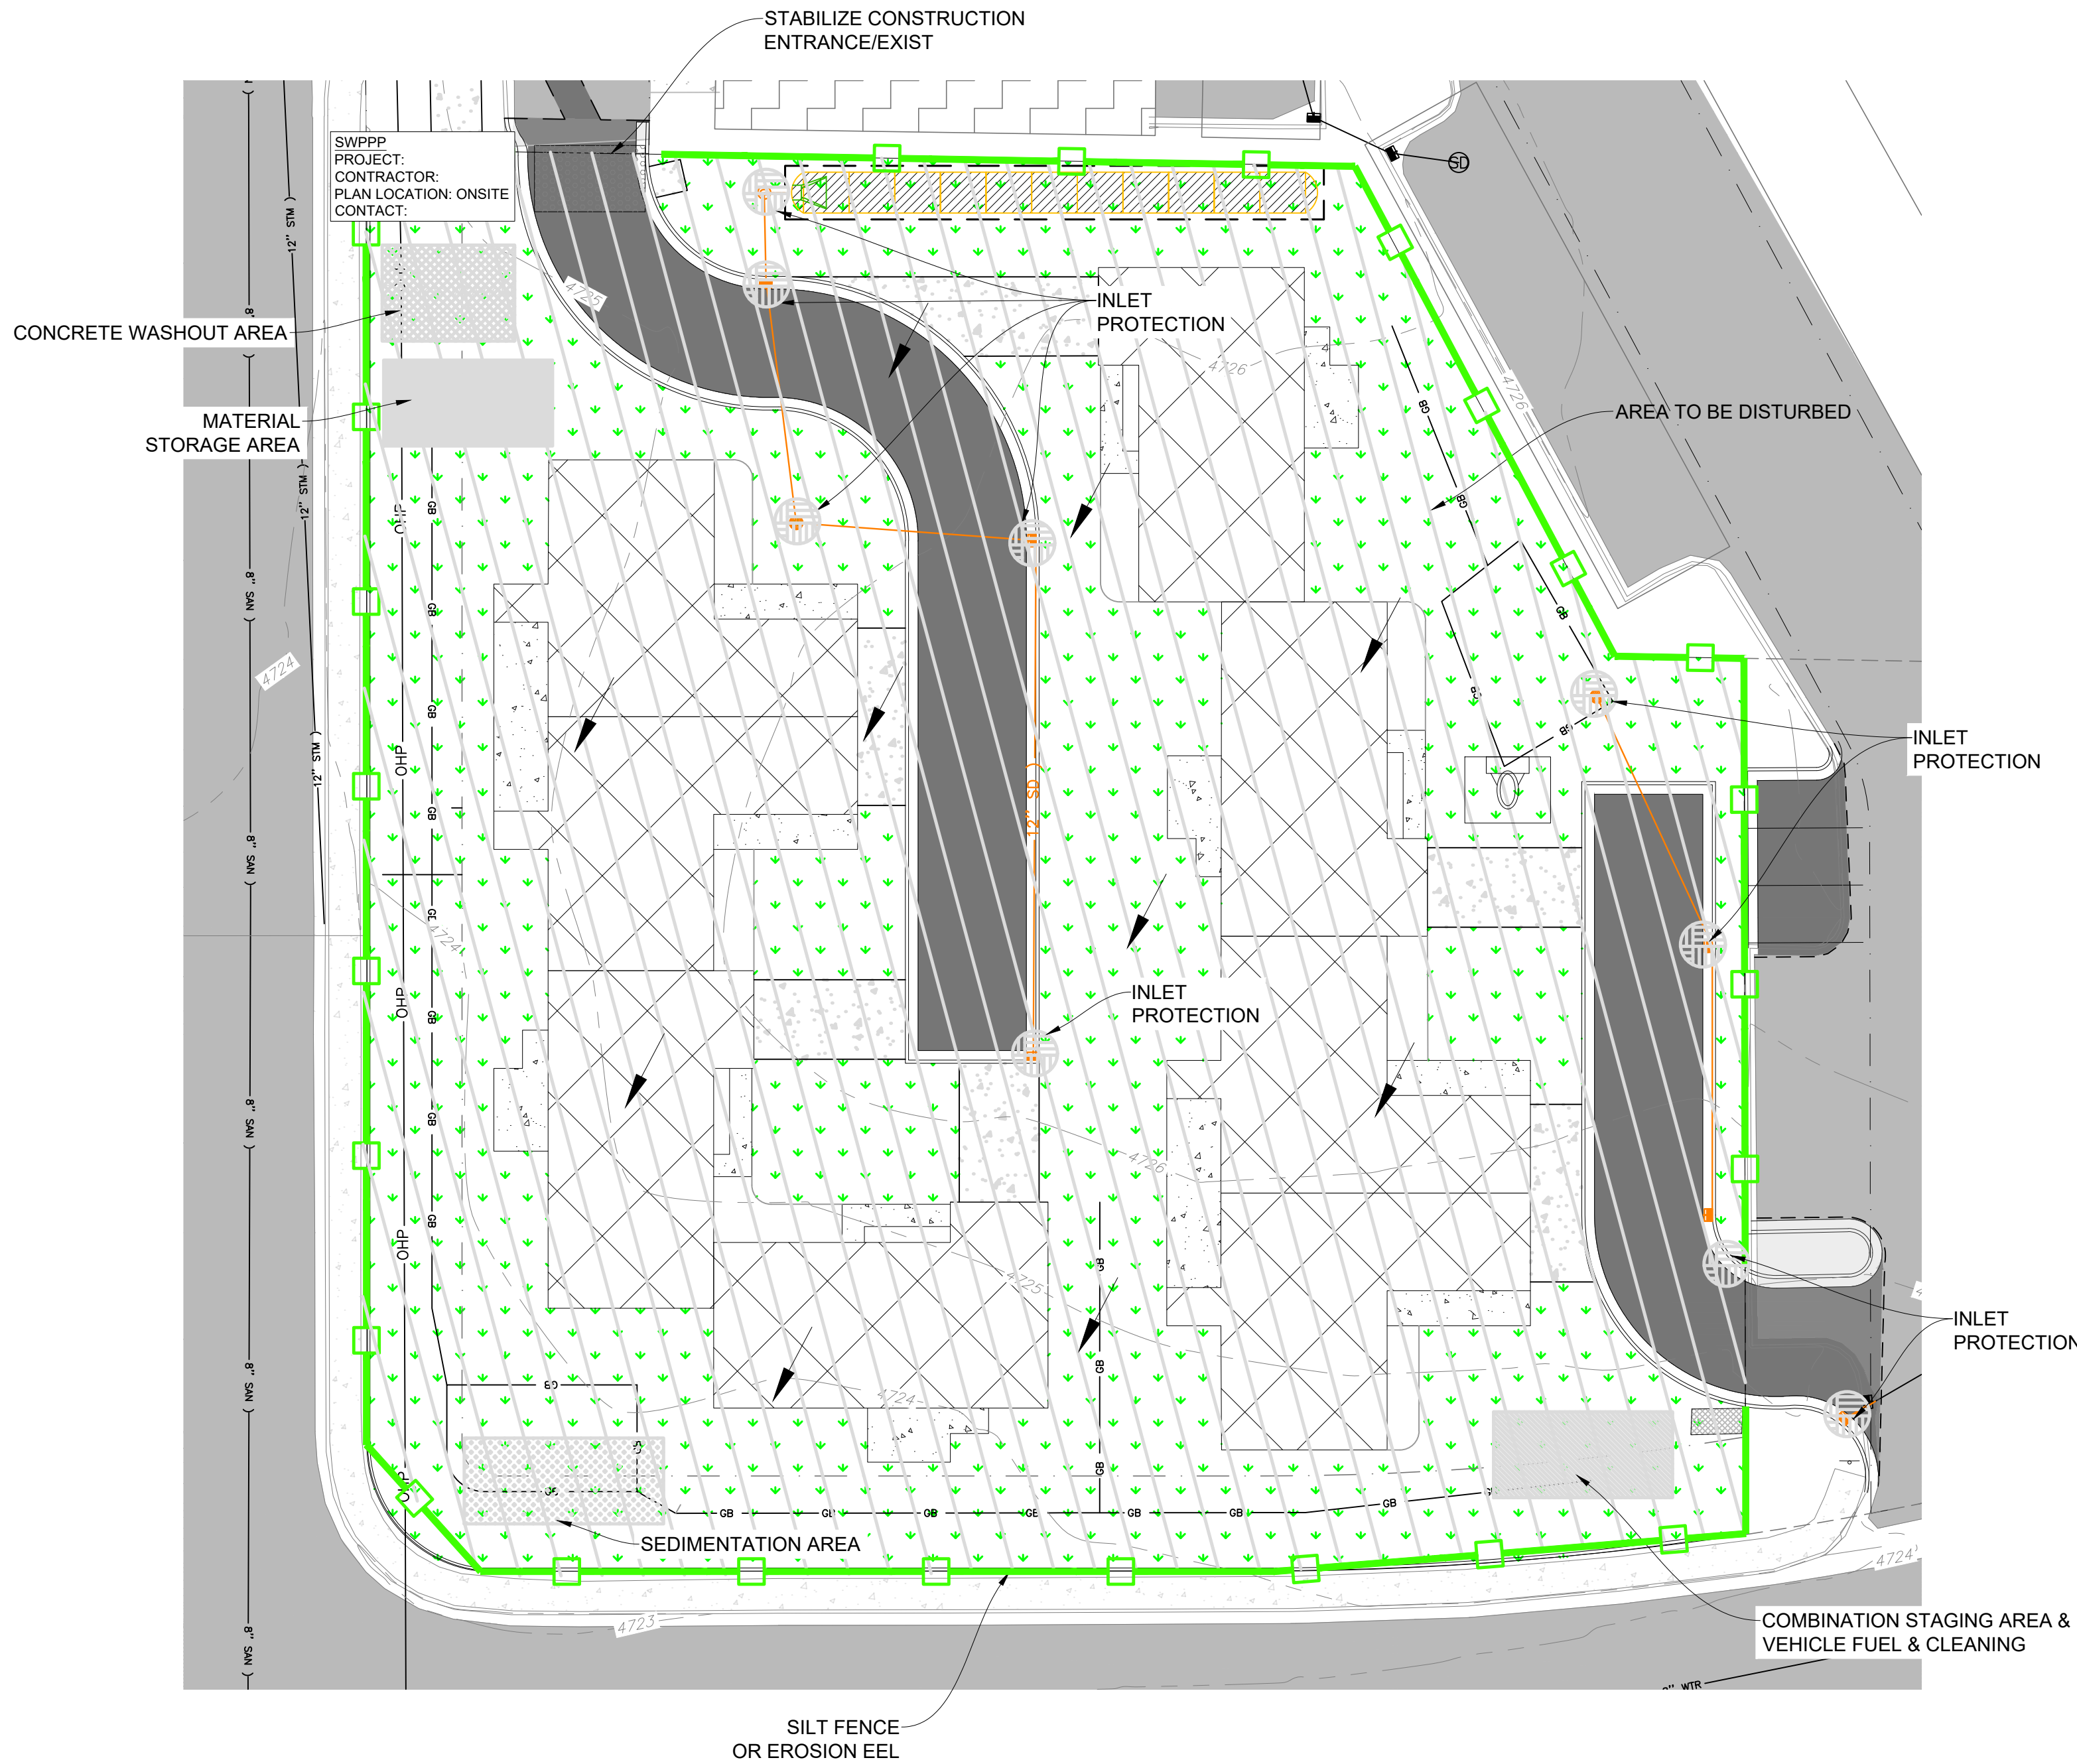 STABILIZE CONSTRUCTION
ENTRANCE/EXIST
SWPPP
PROJECT:
CONTRACTOR:
PLAN LOCATION: ONSITE
CONTACT:
SD
12" STM )
4725
INLET
PROTECTION
CONCRETE WASHOUT AREA
4726
4726
GB
AREA TO BE DISTURBED
MATERIAL
STORAGE AREA
12" STM )
OHP
GB
GB
8" SAN )
GB
GB
4724
GB
GB
INLET
PROTECTION
12" STM )
OHP
12" SD )
GB
8" SAN )
4724
OHP
GB
INLET
PROTECTION
8" SAN )
GB
4726
GB
OHP
GB
4725
INLET
PROTECTION
GB
8" SAN )
4724
GB
GB
GB
GB
GB
GB
SEDIMENTATION AREA
4724
4723
8" SAN )
COMBINATION STAGING AREA &
VEHICLE FUEL & CLEANING
WTR
SILT FENCE
OR EROSION EEL